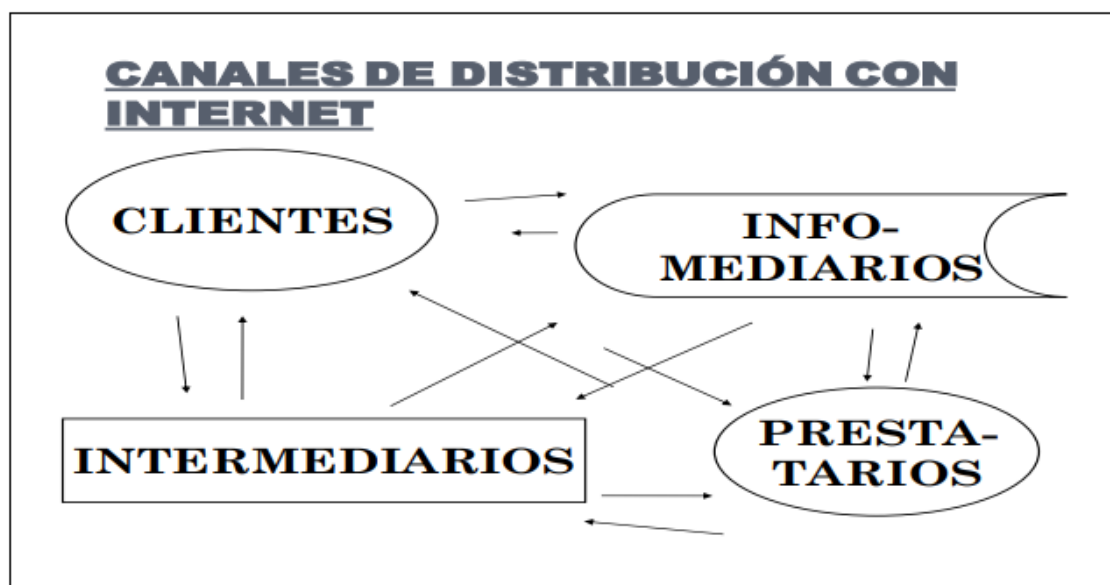 CANALES DE DISTRIBUCIÓN CON
INTERNET
CLIENTES
INFO-
MEDIARIOS
INTERMEDIARIOS
PRESTA-
TARIOS